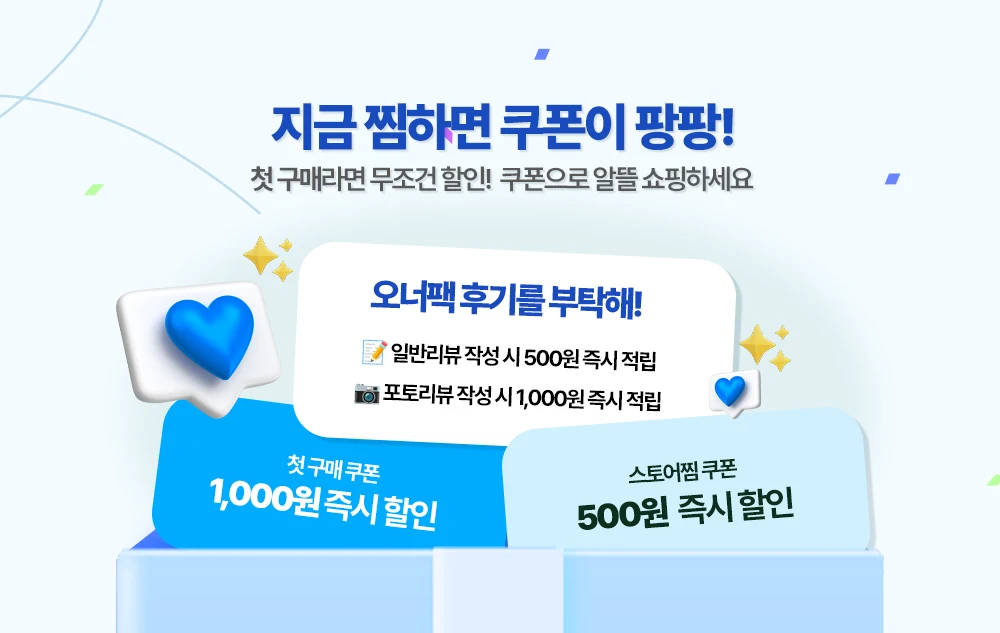 지금 찜하면 쿠폰이 팡팡!
첫 구매라면 무조건 할인! 쿠폰으로 알뜰 쇼핑하세요
오너팩 후기를 부탁해!
일반리뷰 작성 시 500원 즉시 적립
포토리뷰 작성 시 1,000원 즉시 적립
첫 구매 쿠폰
1,000원 즉시 할인
스토어찜 쿠폰
500원 즉시 할인